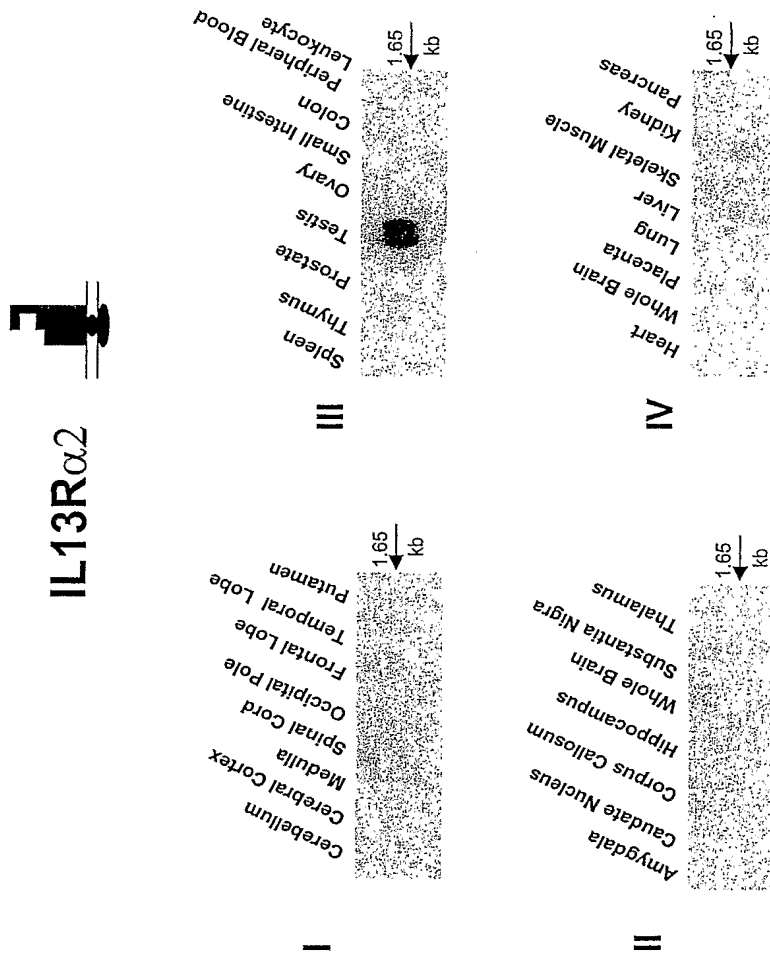 IL13Rα2
I
Cerebellum
Cerebral Cortex
Medulla
Spinal Cord
Occipital Pole
Frontal Lobe
Temporal Lobe
Putamen
1.65
kb
II
Amygdala
Caudate Nucleus
Corpus Callosum
Hippocampus
Whole Brain
Substantia Nigra
Thalamus
1.65
kb
III
Spleen
Thymus
Prostate
Testis
Ovary
Small Intestine
Colon
Peripheral Blood
Leukocyte
1.65
kb
IV
Heart
Whole Brain
Placenta
Lung
Liver
Skeletal Muscle
Kidney
Pancreas
1.65
kb